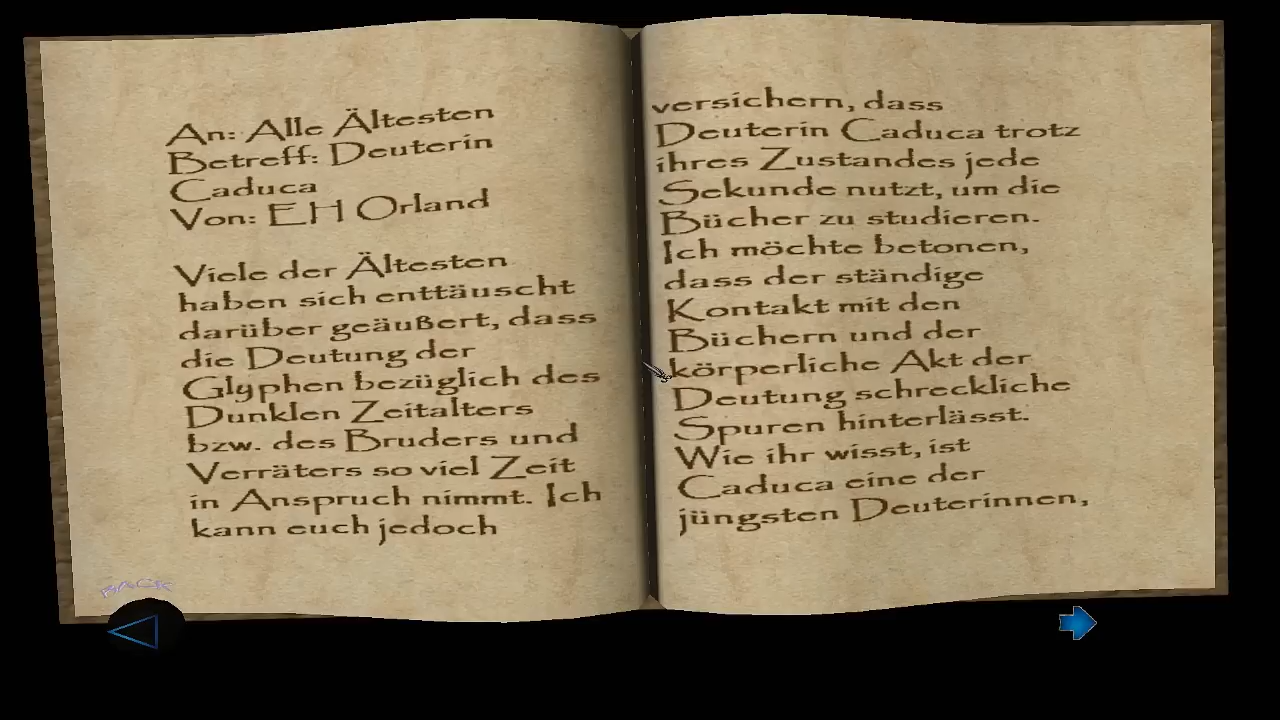 An: Alle Ältesten
Betreff: Deuterin
Caduca
Von: EH Orland
Viele der Ältesten
haben sich enttäuscht
darüber geäußert, dass
die Deutung der
Glyphen bezüglich des
Dunklen Zeitalters
bzw. des Bruders und
Verräters so viel Zeit
in Anspruch nimmt. Ich
kann euch jedoch
versichern, dass
Deuterin Caduca trotz
ihres Zustandes jede
Sekunde nutzt, um die
Bücher zu studieren.
Ich möchte betonen,
dass der ständige
Kontakt mit den
Büchern und der
körperliche Akt der
Deutung schreckliche
Spuren hinterlässt.
Wie ihr wisst, ist
Caduca eine der
jüngsten Deuterinnen,
BACK